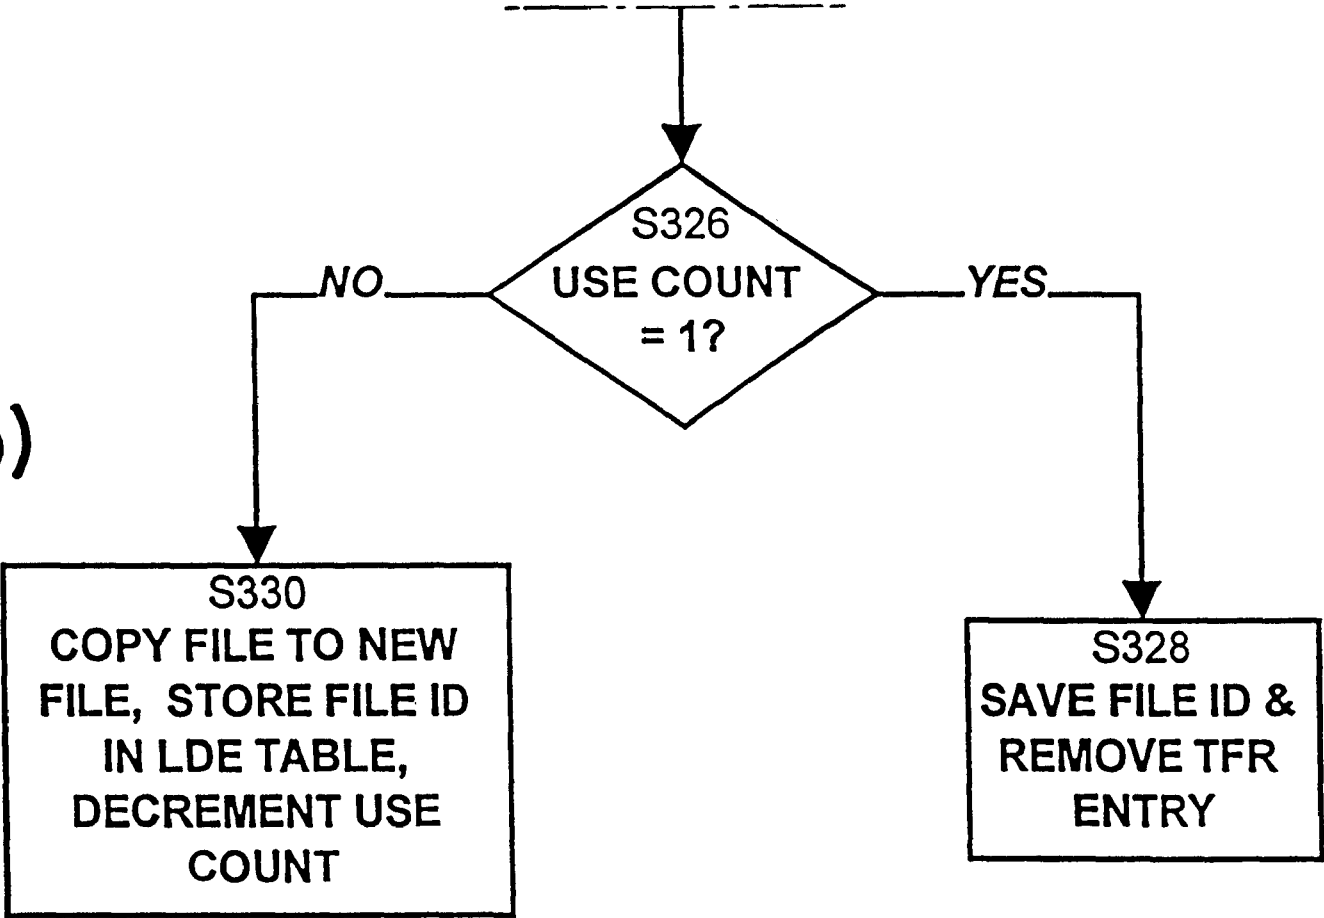 S326
USE COUNT
= 1?
NO
YES
)
S330
COPY FILE TO NEW
FILE, STORE FILE ID
IN LDE TABLE,
DECREMENT USE
COUNT
S328
SAVE FILE ID &
REMOVE TFR
ENTRY